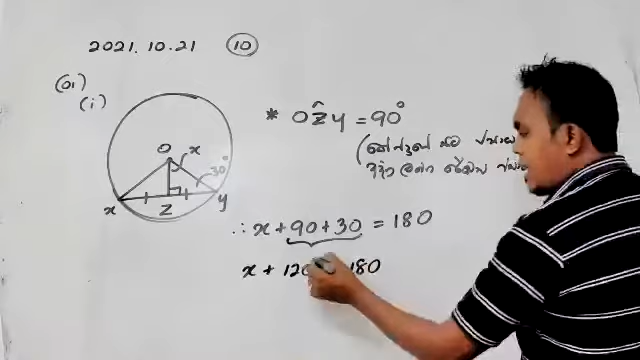 2021.10.21 (10)
(01)
(i)
O x
30°
x Z y
* OẐy = 90°
∴ x + 90 + 30 = 180
x + 120 180